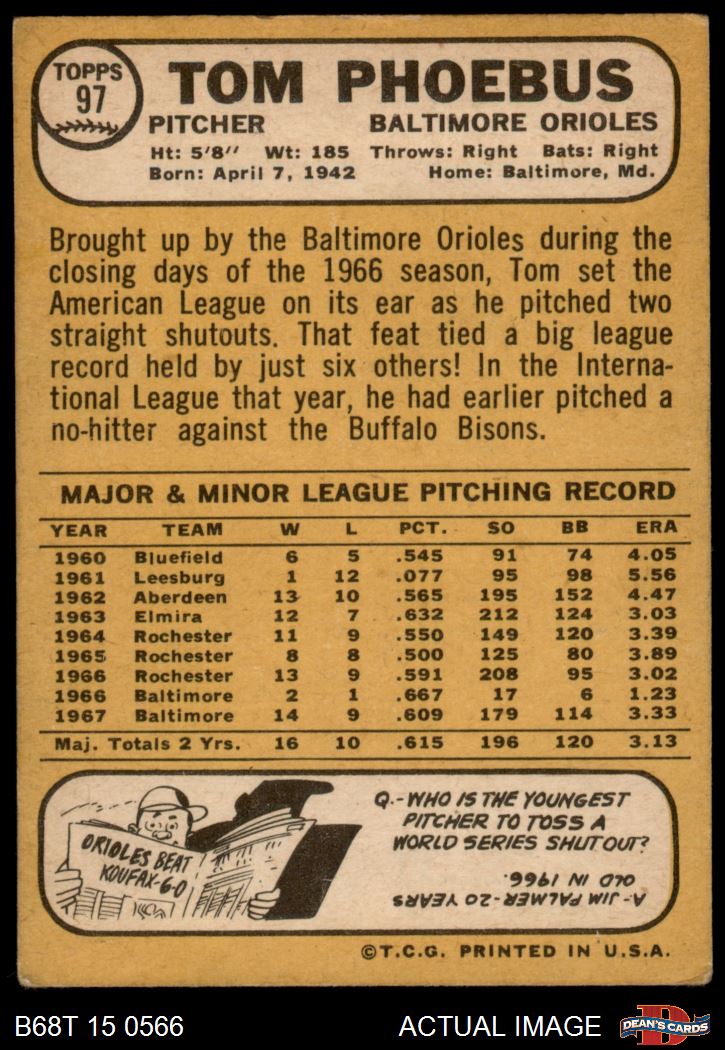 TOPPS
97
TOM PHOEBUS
PITCHER BALTIMORE ORIOLES
Ht: 5'8'' Wt: 185 Throws: Right Bats: Right
Born: April 7, 1942 Home: Baltimore, Md.
Brought up by the Baltimore Orioles during the
closing days of the 1966 season, Tom set the
American League on its ear as he pitched two
straight shutouts. That feat tied a big league
record held by just six others! In the Interna-
tional League that year, he had earlier pitched a
no-hitter against the Buffalo Bisons.
MAJOR & MINOR LEAGUE PITCHING RECORD
YEAR TEAM W L PCT. SO BB ERA
1960 Bluefield 6 5 .545 91 74 4.05
1961 Leesburg 1 12 .077 95 98 5.56
1962 Aberdeen 13 10 .565 195 152 4.47
1963 Elmira 12 7 .632 212 124 3.03
1964 Rochester 11 9 .550 149 120 3.39
1965 Rochester 8 8 .500 125 80 3.89
1966 Rochester 13 9 .591 208 95 3.02
1966 Baltimore 2 1 .667 17 6 1.23
1967 Baltimore 14 9 .609 179 114 3.33
Maj. Totals 2 Yrs. 16 10 .615 196 120 3.13
ORIOLES BEAT
KOUFAX-6-0
Q.-WHO IS THE YOUNGEST
PITCHER TO TOSS A
WORLD SERIES SHUTOUT?
A-JIM PALMER-20 YEARS
OLD IN 1966.
©T.C.G. PRINTED IN U.S.A.
B68T 15 0566 ACTUAL IMAGE
D
DEAN'S CARDS